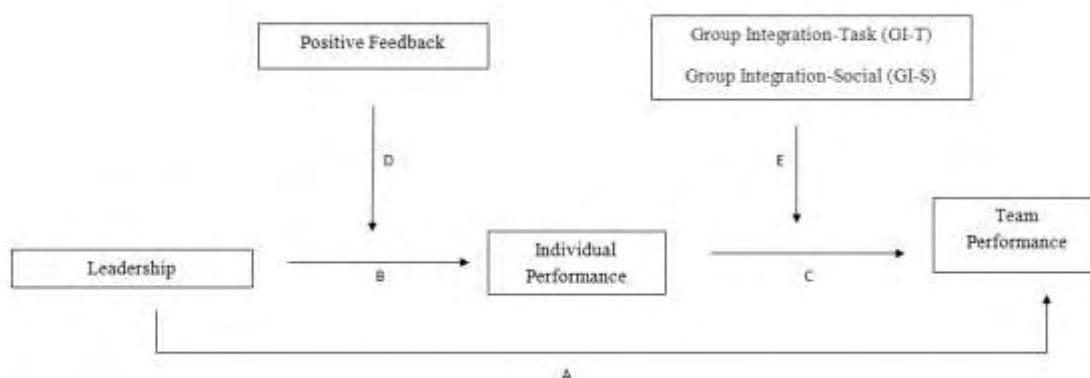 Positive Feedback
Group Integration-Task (GI-T)
Group Integration-Social (GI-S)
D
E
Leadership
B
Individual
Performance
C
Team
Performance
A